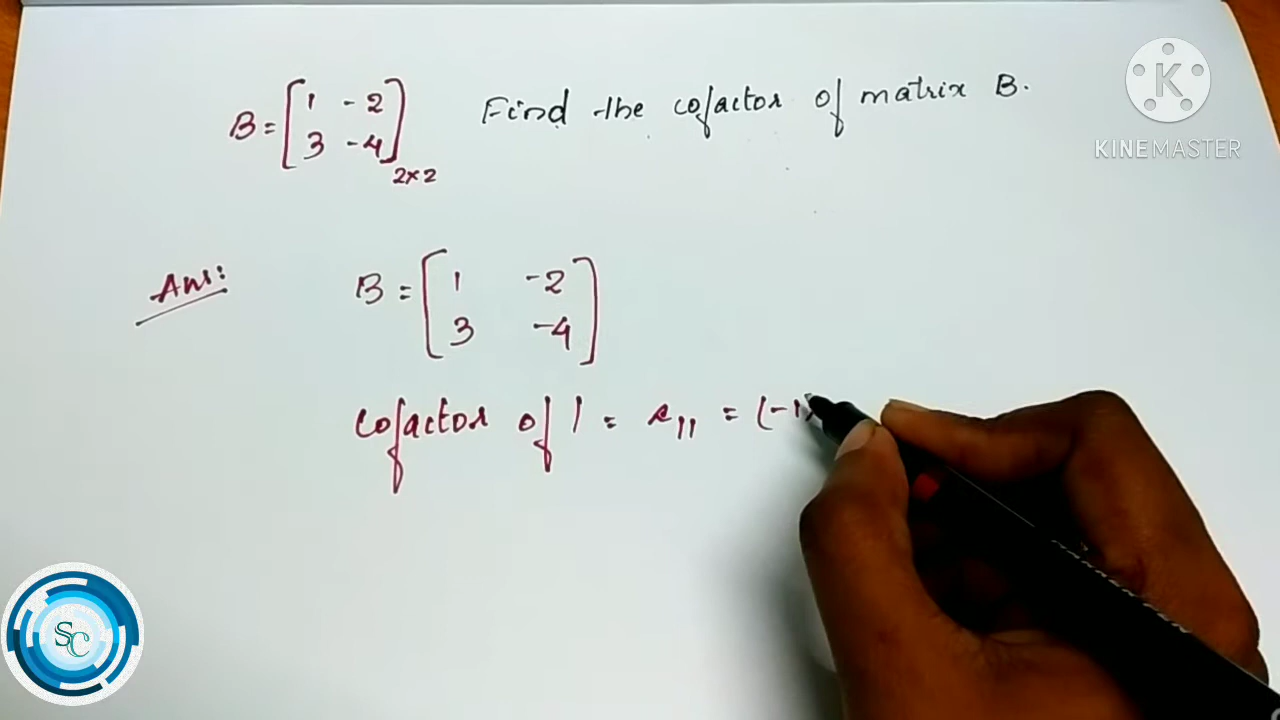 B = [ 1 -2
3 -4 ] 2×2
Find the cofactor of matrix B.
K
KINEMASTER
Ans:
B = [ 1 -2
3 -4 ]
cofactor of 1 = 11 = (-1)
SC